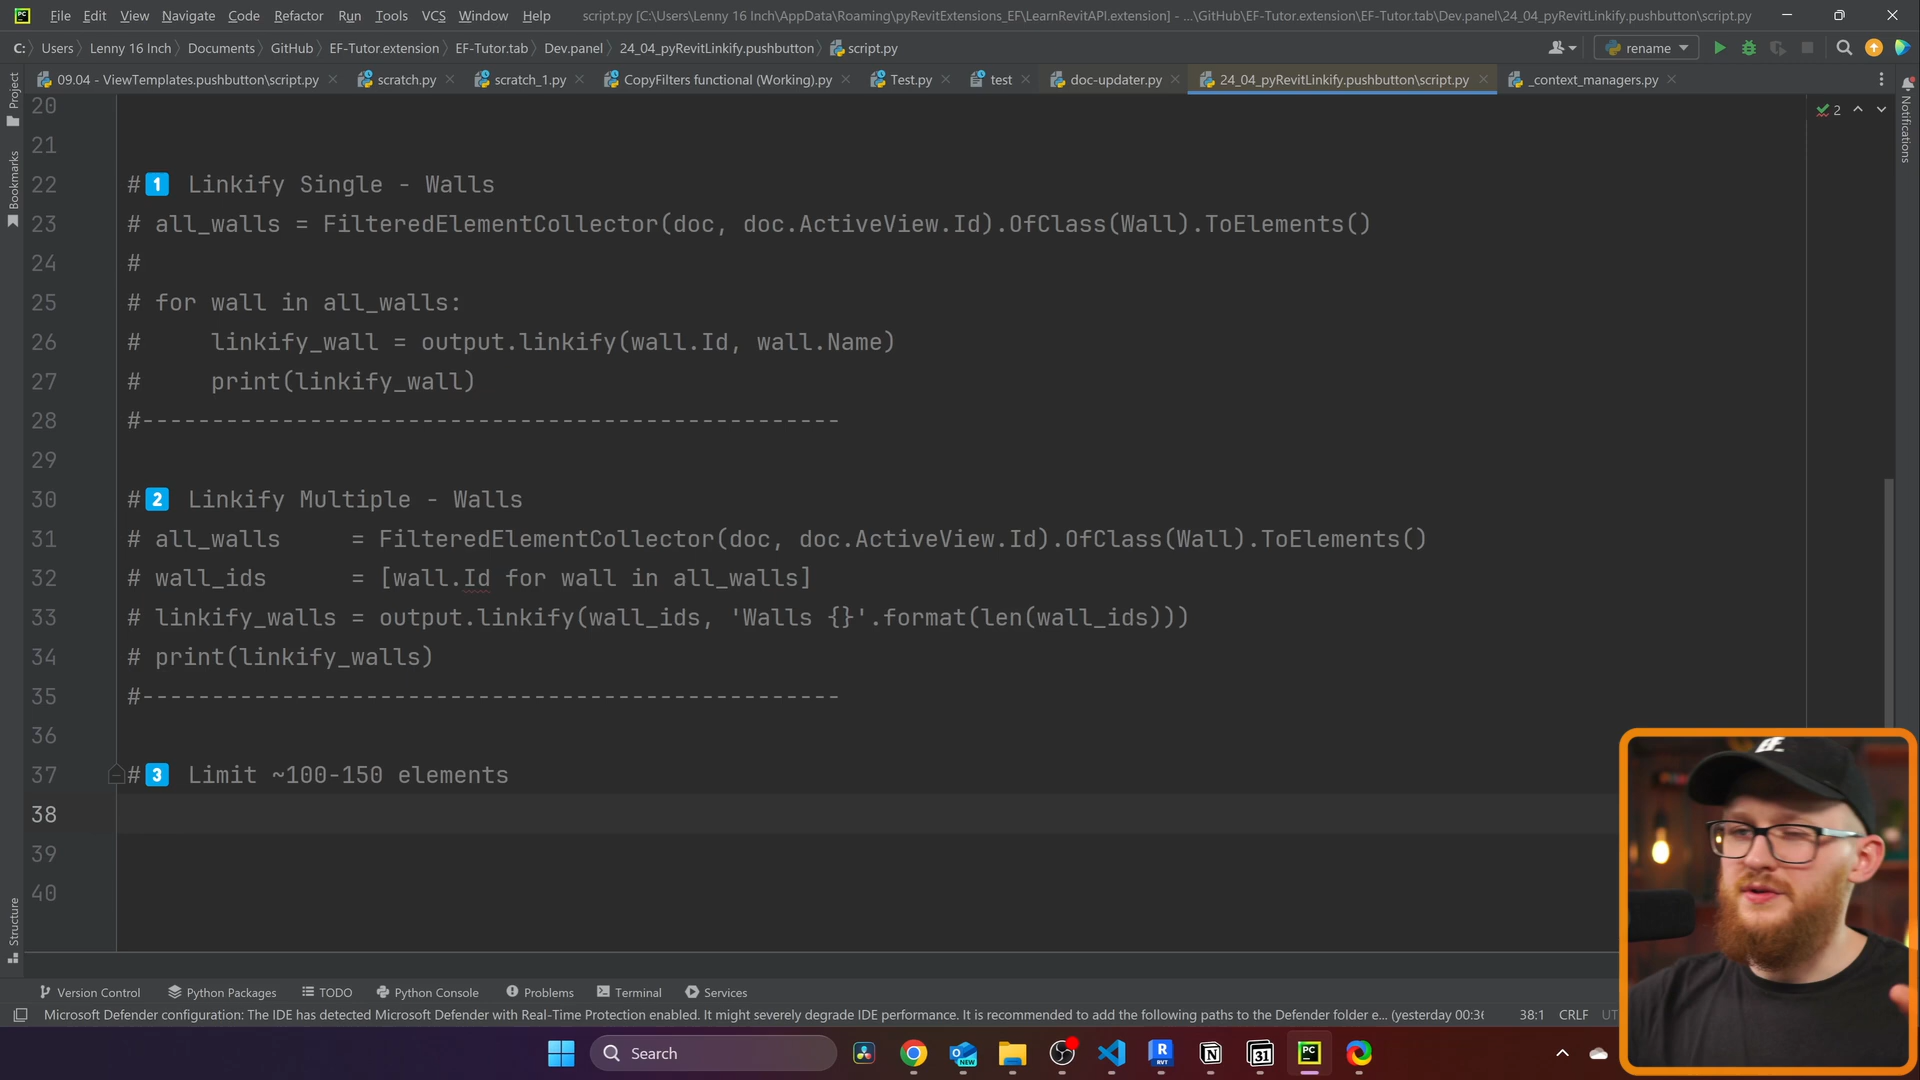 PC File Edit View Navigate Code Refactor Run Tools VCS Window Help script.py [C:\Users\Lenny 16 Inch\AppData\Roaming\pyRevitExtensions_EF\LearnRevitAPI.extension] - ...\GitHub\EF-Tutor.extension\EF-Tutor.tab\Dev.panel\24_04_pyRevitLinkify.pushbutton\script.py
C: Users Lenny 16 Inch Documents GitHub EF-Tutor.extension EF-Tutor.tab Dev.panel 24_04_pyRevitLinkify.pushbutton script.py rename
09.04 - ViewTemplates.pushbutton\script.py scratch.py scratch_1.py CopyFilters functional (Working).py Test.py test doc-updater.py 24_04_pyRevitLinkify.pushbutton\script.py _context_managers.py
Project
Bookmarks
Structure
Notifications
2
20
21
22 #1 Linkify Single - Walls
23 # all_walls = FilteredElementCollector(doc, doc.ActiveView.Id).OfClass(Wall).ToElements()
24 #
25 # for wall in all_walls:
26 #     linkify_wall = output.linkify(wall.Id, wall.Name)
27 #     print(linkify_wall)
28 #--------------------------------------------------
29
30 #2 Linkify Multiple - Walls
31 # all_walls     = FilteredElementCollector(doc, doc.ActiveView.Id).OfClass(Wall).ToElements()
32 # wall_ids      = [wall.Id for wall in all_walls]
33 # linkify_walls = output.linkify(wall_ids, 'Walls {}'.format(len(wall_ids)))
34 # print(linkify_walls)
35 #--------------------------------------------------
36
37 #3 Limit ~100-150 elements
38
39
40
Version Control Python Packages TODO Python Console Problems Terminal Services
Microsoft Defender configuration: The IDE has detected Microsoft Defender with Real-Time Protection enabled. It might severely degrade IDE performance. It is recommended to add the following paths to the Defender folder e... (yesterday 00:36 38:1 CRLF
Search NEW R RVT N 31 PC